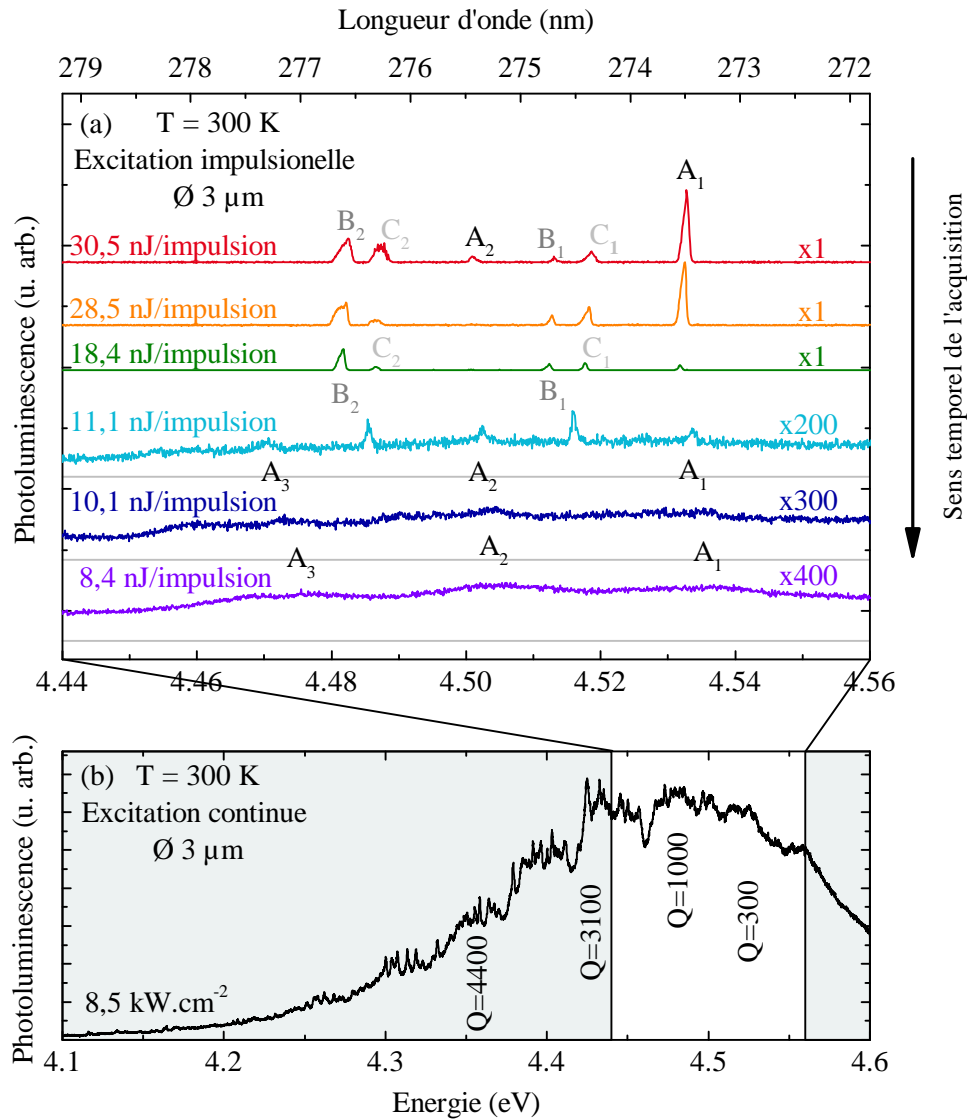 Longueur d'onde (nm)
279 278 277 276 275 274 273 272
(a) T = 300 K
Excitation impulsionelle
Ø 3 µm
A₁
B₂ C₂ A₂ B₁ C₁
30,5 nJ/impulsion x1
28,5 nJ/impulsion x1
18,4 nJ/impulsion C₂ C₁ x1
B₂ B₁
11,1 nJ/impulsion x200
A₃ A₂ A₁
10,1 nJ/impulsion x300
A₃ A₂ A₁
8,4 nJ/impulsion x400
Photoluminescence (u. arb.)
Sens temporel de l'acquisition
4.44 4.46 4.48 4.50 4.52 4.54 4.56
(b) T = 300 K
Excitation continue
Ø 3 µm
Q=4400 Q=3100 Q=1000 Q=300
8,5 kW.cm⁻²
Photoluminescence (u. arb.)
4.1 4.2 4.3 4.4 4.5 4.6
Energie (eV)